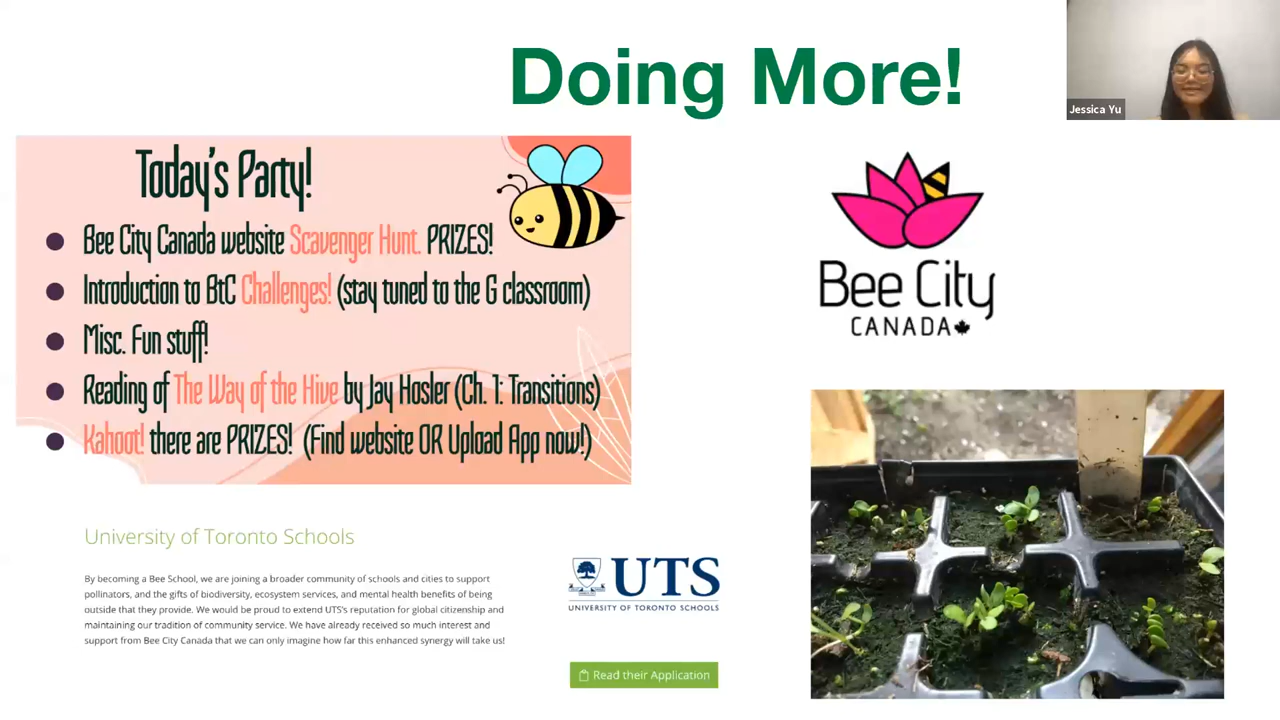 Doing More!
Jessica Yu
Today's Party!
Bee City Canada website Scavenger Hunt. PRIZES!
Introduction to BtC Challenges! (stay tuned to the G classroom)
Misc. Fun stuff!
Reading of The Way of the Hive by Jay Hosler (Ch. 1: Transitions)
Kahoot! there are PRIZES! (Find website OR Upload App now!)
Bee City
CANADA
University of Toronto Schools
By becoming a Bee School, we are joining a broader community of schools and cities to support
pollinators, and the gifts of biodiversity, ecosystem services, and mental health benefits of being
outside that they provide. We would be proud to extend UTS's reputation for global citizenship and
maintaining our tradition of community service. We have already received so much interest and
support from Bee City Canada that we can only imagine how far this enhanced synergy will take us!
UTS
UNIVERSITY OF TORONTO SCHOOLS
Read their Application